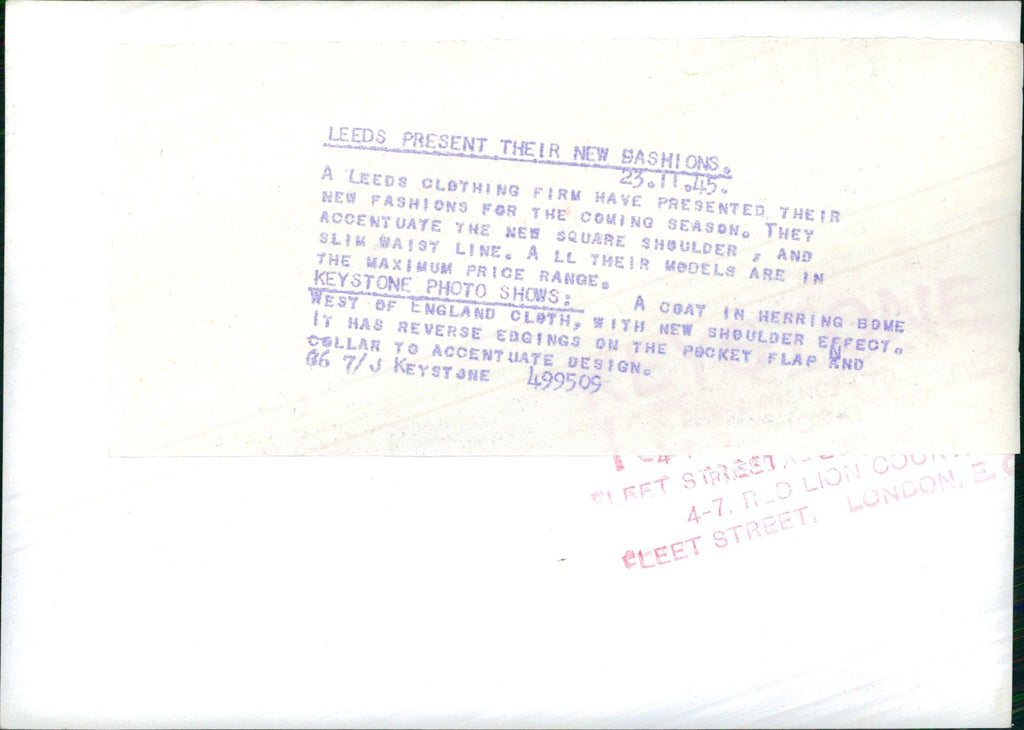 LEEDS PRESENT THEIR NEW BASHIONS.
23.11.45.
A LEEDS CLOTHING FIRM HAVE PRESENTED THEIR
NEW FASHIONS FOR THE COMING SEASON. THEY
ACCENTUATE THE NEW SQUARE SHOULDER , AND
SLIM WAIST LINE. A LL THEIR MODELS ARE IN
THE MAXIMUM PRICE RANGE.
KEYSTONE PHOTO SHOWS: A COAT IN HERRING BOME
WEST OF ENGLAND CLOTH, WITH NEW SHOULDER EFFECT.
IT HAS REVERSE EDGINGS ON THE POCKET FLAP AND
COLLAR TO ACCENTUATE DESIGN.
86 7/J KEYSTONE 499509
FLEET STREET
4-7, RED LION COURT
FLEET STREET, LONDON, E.C